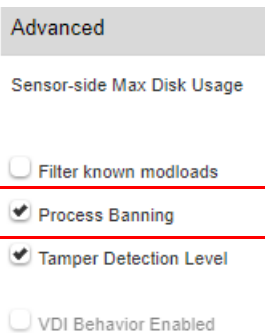 Advanced
Sensor-side Max Disk Usage
Filter known modloads
Process Banning
Tamper Detection Level
VDI Behavior Enabled